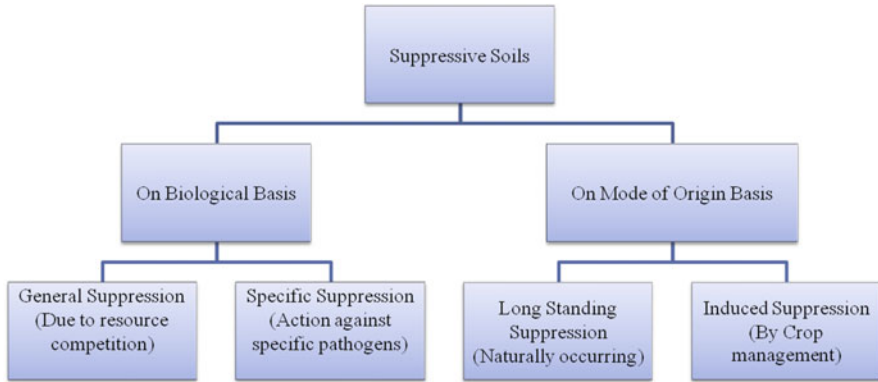 Suppressive Soils
On Biological Basis
On Mode of Origin Basis
General Suppression
(Due to resource
competition)
Specific Suppression
(Action against
specific pathogens)
Long Standing
Suppression
(Naturally occurring)
Induced Suppression
(By Crop
management)